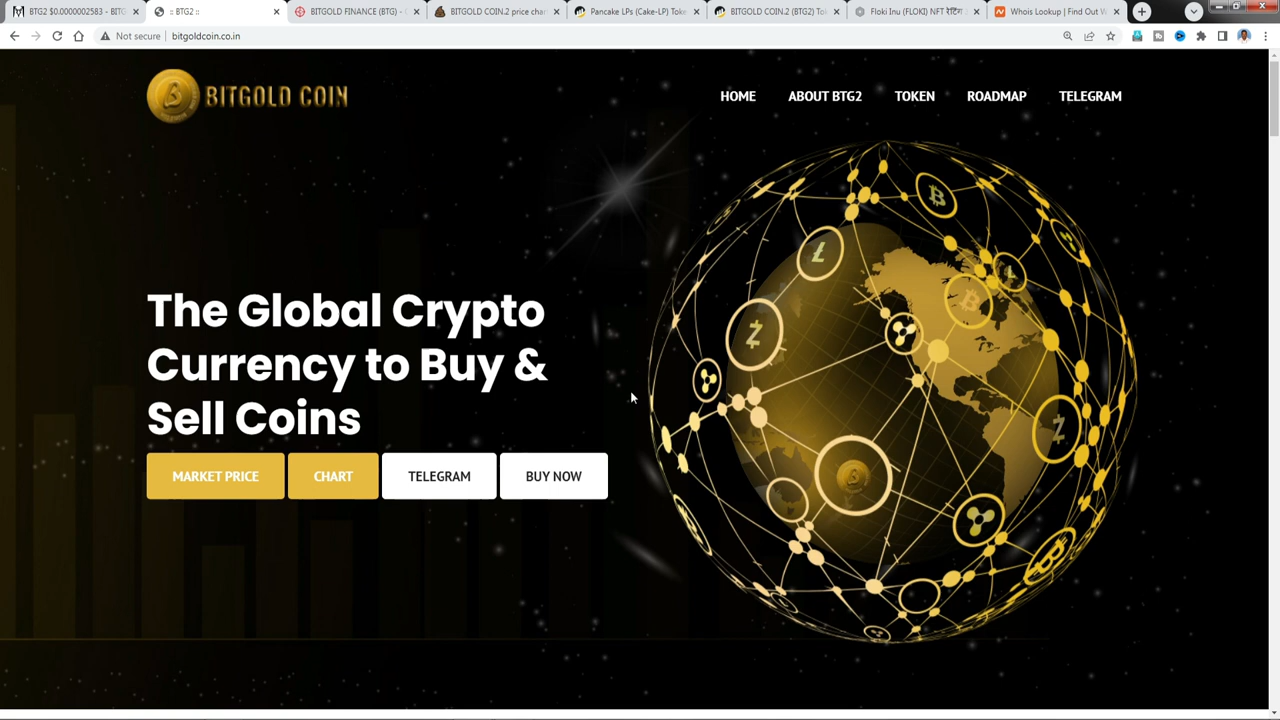 BTG2 $0.0000002583 - BITG
:: BTG2 ::
BITGOLD FINANCE (BTG) -
BITGOLD COIN.2 price char
Pancake LPs (Cake-LP) Toke
BITGOLD COIN.2 (BTG2) Tok
Floki Inu (FLOKI) NFT
Whois Lookup | Find Out W
Not secure
bitgoldcoin.co.in
BITGOLD COIN
HOME
ABOUT BTG2
TOKEN
ROADMAP
TELEGRAM
The Global Crypto
Currency to Buy &
Sell Coins
MARKET PRICE
CHART
TELEGRAM
BUY NOW